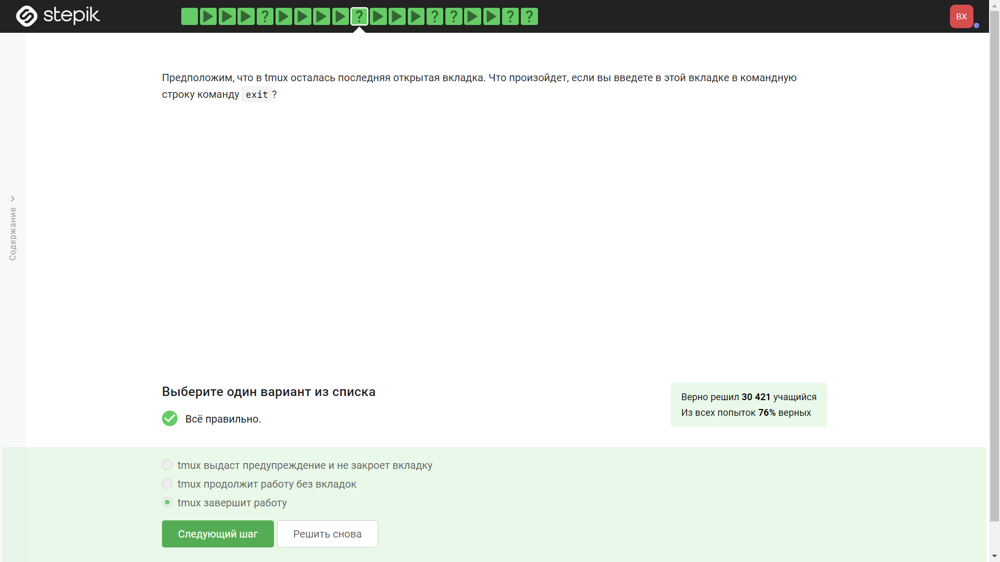 stepik
? ? ? ? ? ?
ВХ
Предположим, что в tmux осталась последняя открытая вкладка. Что произойдет, если вы введете в этой вкладке в командную
строку команду exit ?
Содержание
Выберите один вариант из списка
Верно решил 30 421 учащийся
Из всех попыток 76% верных
Всё правильно.
tmux выдаст предупреждение и не закроет вкладку
tmux продолжит работу без вкладок
tmux завершит работу
Следующий шаг
Решить снова